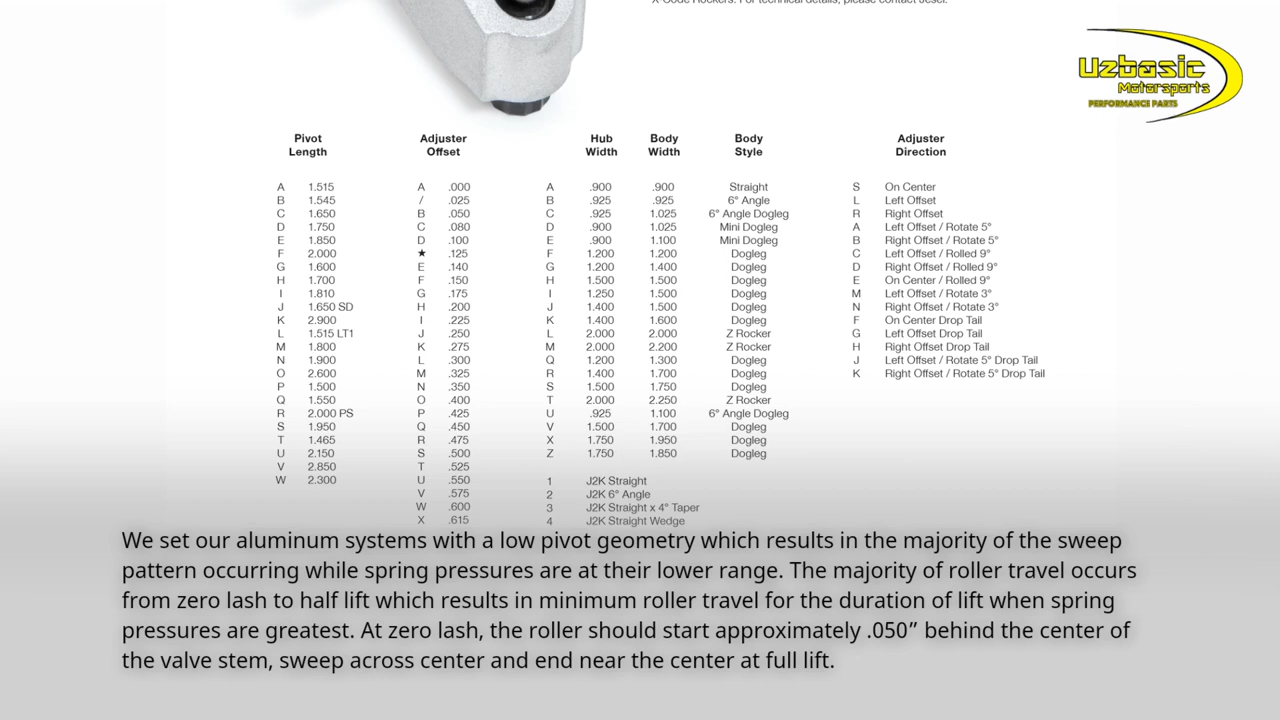 X-Code Rockers. For technical details, please contact Jesel.
Uzbasic
Motorsports
PERFORMANCE PARTS
Pivot Length Adjuster Offset Hub Width Body Width Body Style Adjuster Direction
A 1.515 A .000 A .900 .900 Straight S On Center
B 1.545 / .025 B .925 .925 6° Angle L Left Offset
C 1.650 B .050 C .925 1.025 6° Angle Dogleg R Right Offset
D 1.750 C .080 D .900 1.025 Mini Dogleg A Left Offset / Rotate 5°
E 1.850 D .100 E .900 1.100 Mini Dogleg B Right Offset / Rotate 5°
F 2.000 ★ .125 F 1.200 1.200 Dogleg C Left Offset / Rolled 9°
G 1.600 E .140 G 1.200 1.400 Dogleg D Right Offset / Rolled 9°
H 1.700 F .150 H 1.500 1.500 Dogleg E On Center / Rolled 9°
I 1.810 G .175 I 1.250 1.500 Dogleg M Left Offset / Rotate 3°
J 1.650 SD H .200 J 1.400 1.500 Dogleg N Right Offset / Rotate 3°
K 2.900 I .225 K 1.400 1.600 Dogleg F On Center Drop Tail
L 1.515 LT1 J .250 L 2.000 2.000 Z Rocker G Left Offset Drop Tail
M 1.800 K .275 M 2.000 2.200 Z Rocker H Right Offset Drop Tail
N 1.900 L .300 Q 1.200 1.300 Dogleg J Left Offset / Rotate 5° Drop Tail
O 2.600 M .325 R 1.400 1.700 Dogleg K Right Offset / Rotate 5° Drop Tail
P 1.500 N .350 S 1.500 1.750 Dogleg
Q 1.550 O .400 T 2.000 2.250 Z Rocker
R 2.000 PS P .425 U .925 1.100 6° Angle Dogleg
S 1.950 Q .450 V 1.500 1.700 Dogleg
T 1.465 R .475 X 1.750 1.950 Dogleg
U 2.150 S .500 Z 1.750 1.850 Dogleg
V 2.850 T .525
W 2.300 U .550 1 J2K Straight
V .575 2 J2K 6° Angle
W .600 3 J2K Straight x 4° Taper
X .615 4 J2K Straight Wedge
We set our aluminum systems with a low pivot geometry which results in the majority of the sweep
pattern occurring while spring pressures are at their lower range. The majority of roller travel occurs
from zero lash to half lift which results in minimum roller travel for the duration of lift when spring
pressures are greatest. At zero lash, the roller should start approximately .050” behind the center of
the valve stem, sweep across center and end near the center at full lift.